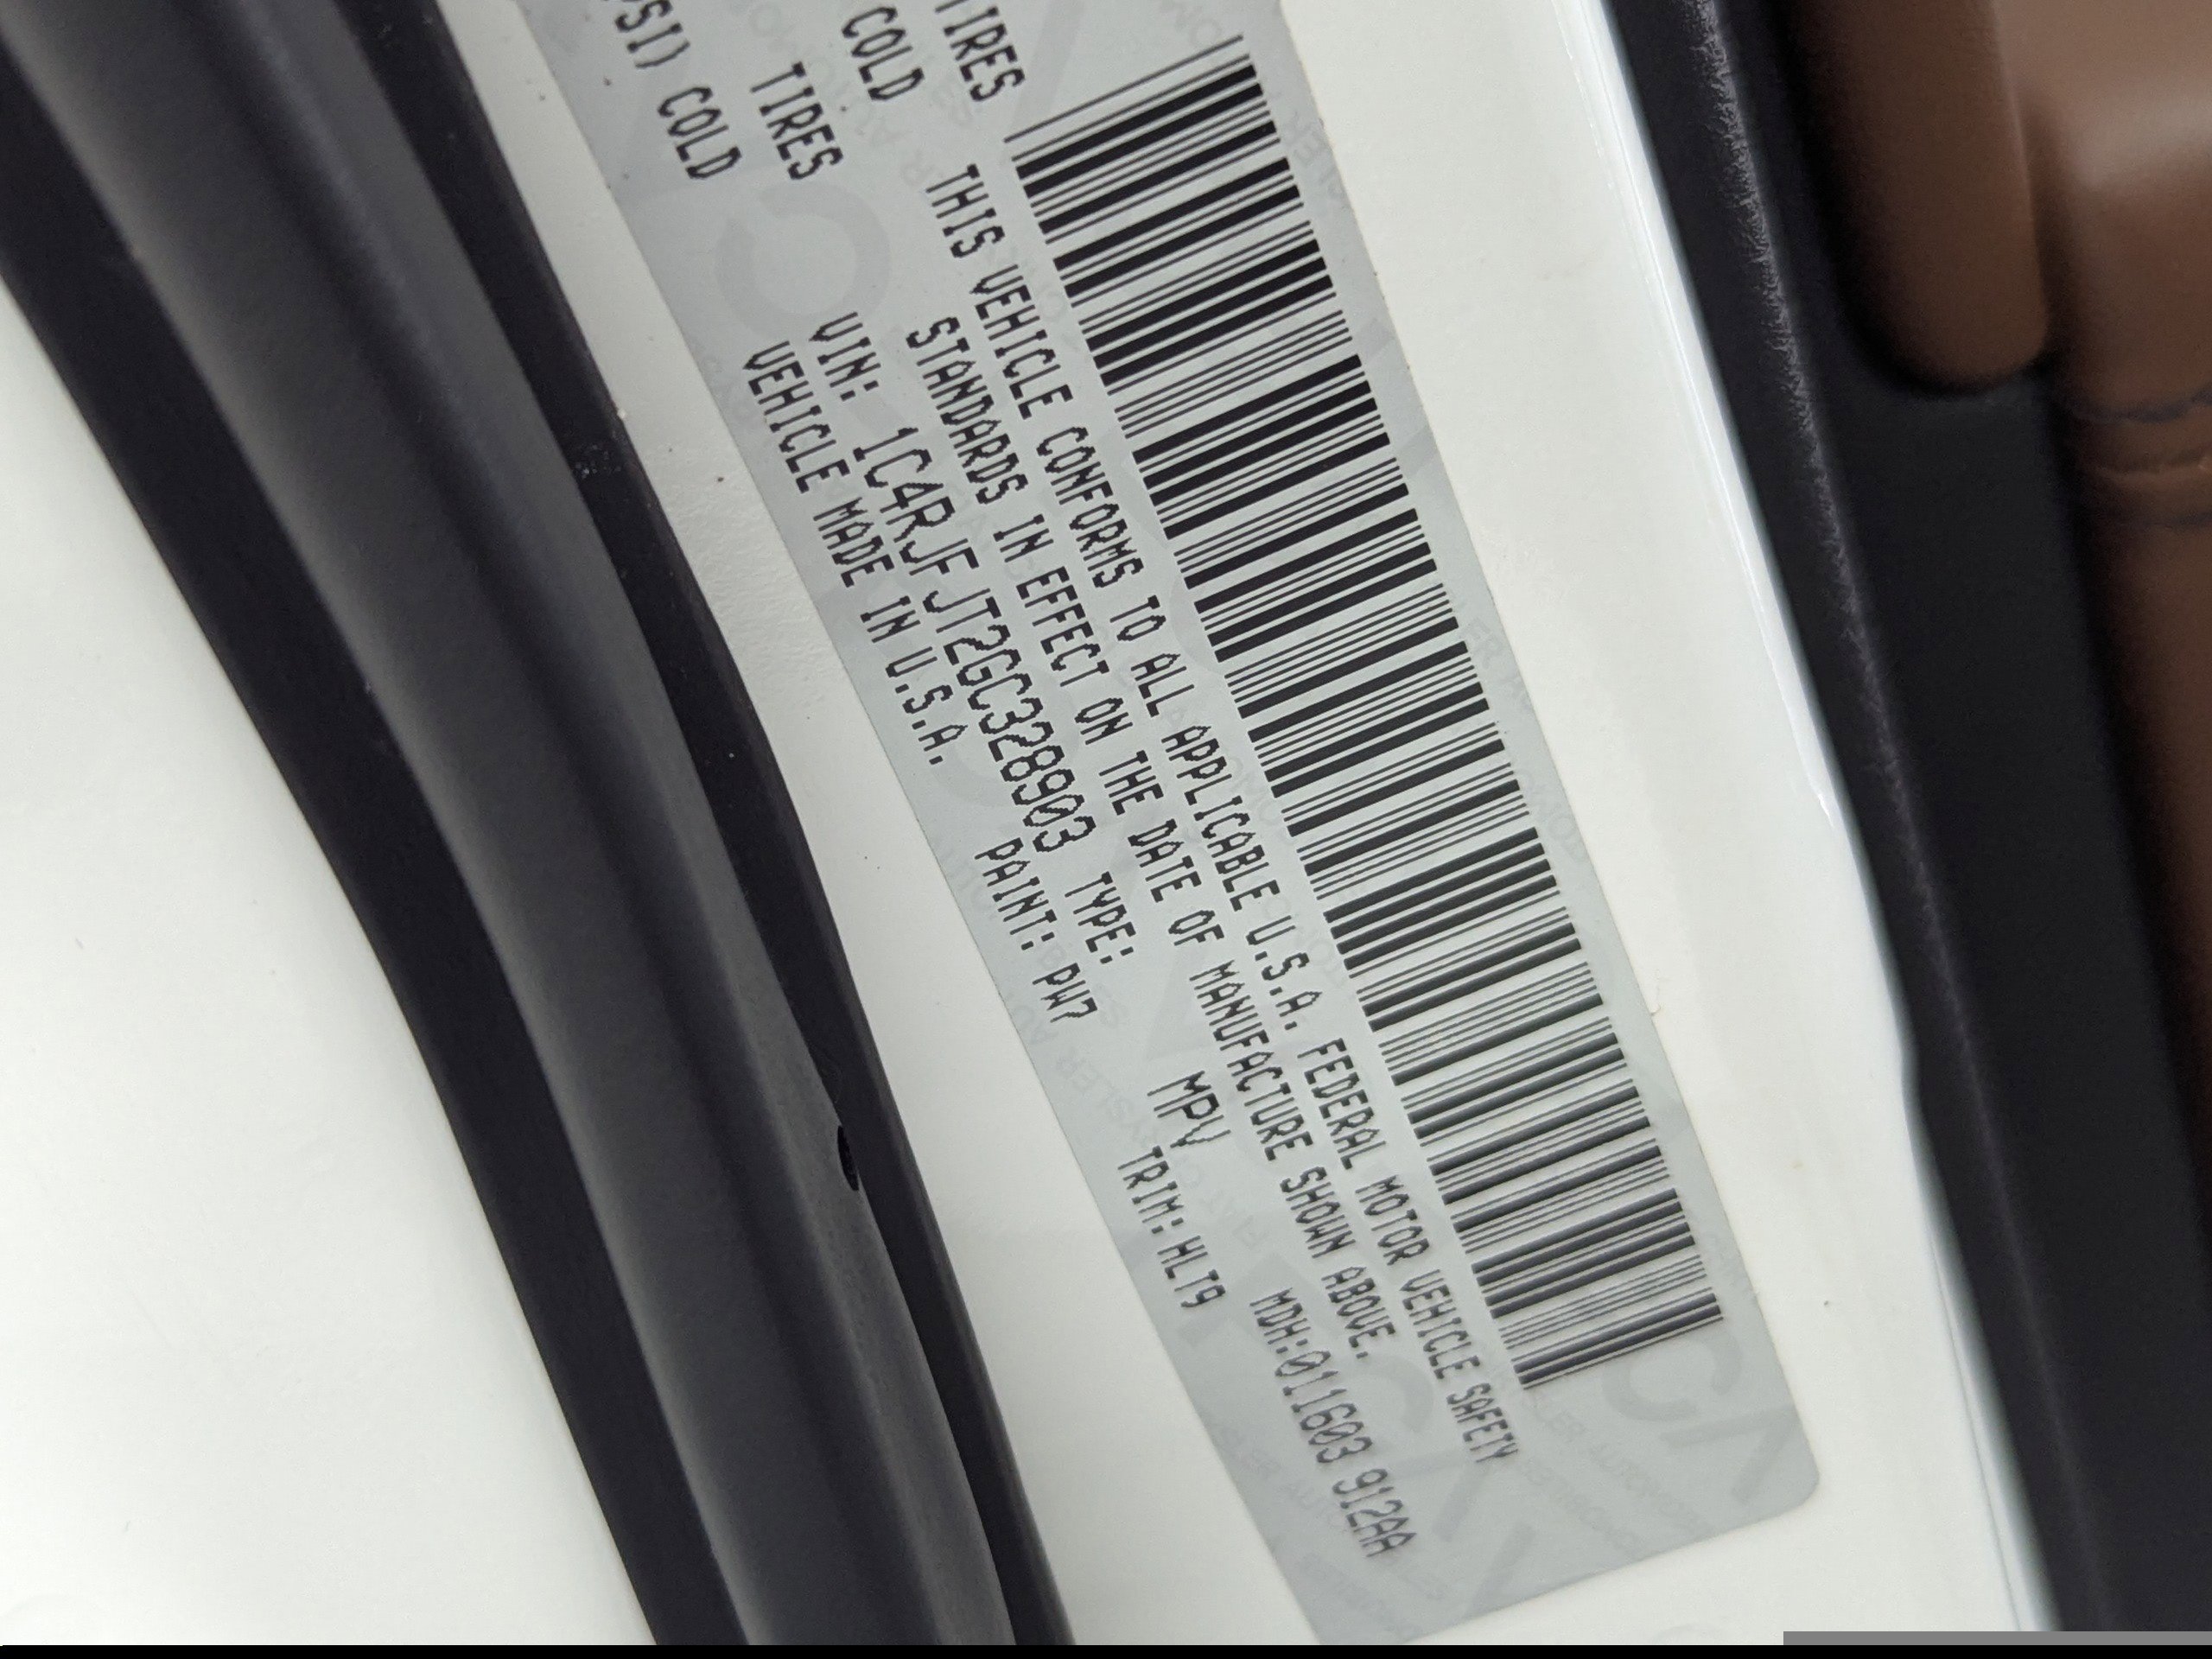 TIRES
COLD
TIRES
PSI) COLD
THIS VEHICLE CONFORMS TO ALL APPLICABLE U.S.A. FEDERAL MOTOR VEHICLE SAFETY
STANDARDS IN EFFECT ON THE DATE OF MANUFACTURE SHOWN ABOVE.
VIN: 1C4RJFJT2GC328903 TYPE: MPV MDH:011603 912AA
VEHICLE MADE IN U.S.A. PAINT: PW7 TRIM: HLT9